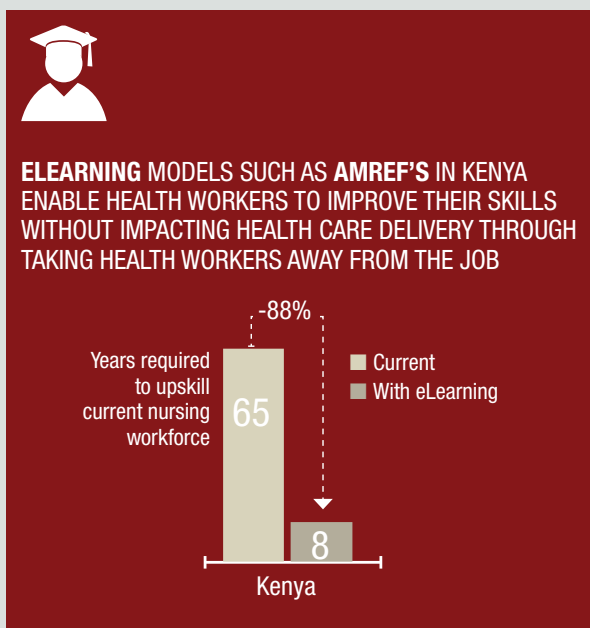 ELEARNING MODELS SUCH AS AMREF'S IN KENYA
ENABLE HEALTH WORKERS TO IMPROVE THEIR SKILLS
WITHOUT IMPACTING HEALTH CARE DELIVERY THROUGH
TAKING HEALTH WORKERS AWAY FROM THE JOB
-88%
Years required
to upskill
current nursing
workforce
65
8
Current
With eLearning
Kenya